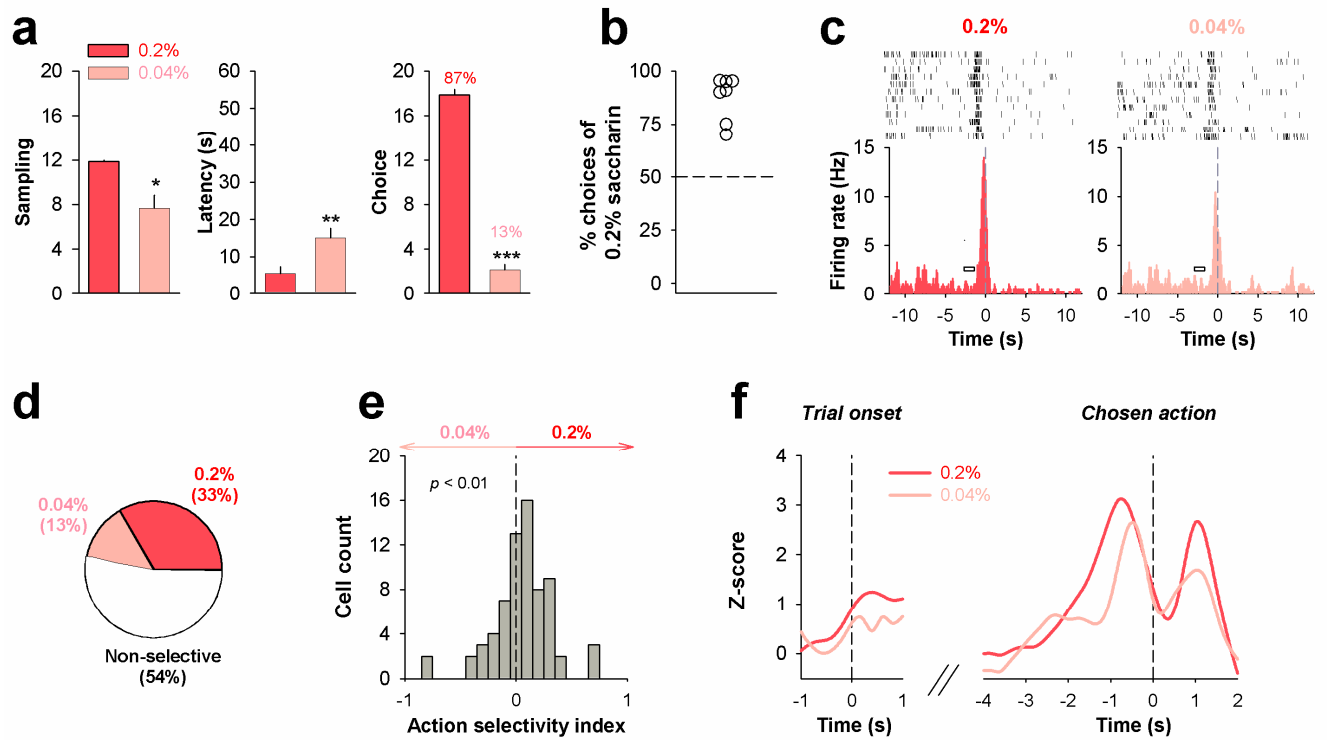 a
0.2%
0.04%
Sampling
20
16
12
8
4
0
*
Latency (s)
60
50
40
30
20
10
0
**
Choice
20
16
12
8
4
0
87%
13%
***
b
% choices of
0.2% saccharin
100
75
50
25
0
c
0.2%
0.04%
Firing rate (Hz)
15
10
5
0
-10 -5 0 5 10
Time (s)
15
10
5
0
-10 -5 0 5 10
Time (s)
d
0.2%
(33%)
0.04%
(13%)
Non-selective
(54%)
e
0.04% 0.2%
p < 0.01
Cell count
20
16
12
8
4
0
-1 0 1
Action selectivity index
f
Trial onset Chosen action
0.2%
0.04%
Z-score
4
3
2
1
0
-1 0 1
Time (s)
-4 -3 -2 -1 0 1 2
Time (s)